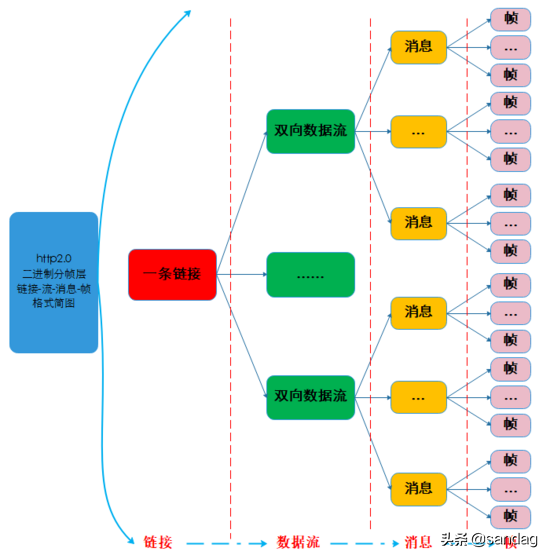 http2.0
二进制分帧层
链接-流-消息-帧
格式简图
一条链接
双向数据流
……
双向数据流
消息
…
消息
消息
…
消息
帧
…
帧
帧
…
帧
帧
…
帧
帧
…
帧
帧
…
帧
帧
…
帧
链接
数据流
消息
帧
头条 @sandag